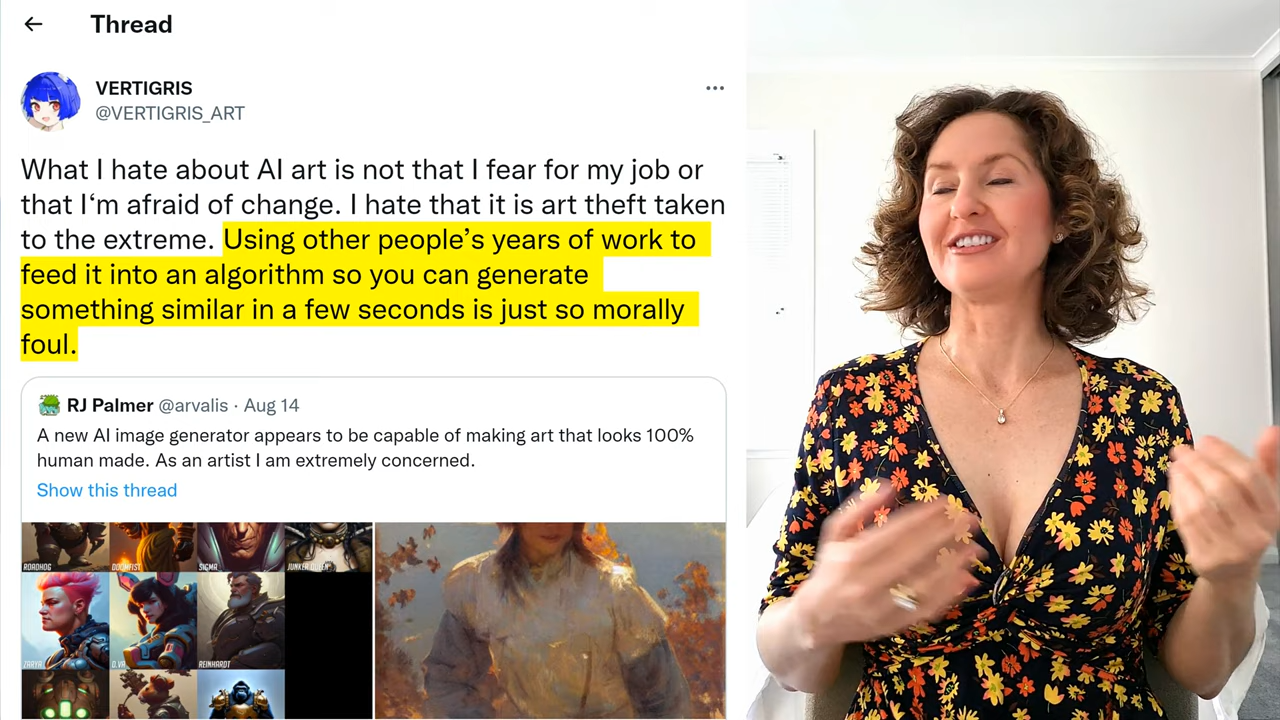 Thread
VERTIGRIS
@VERTIGRIS_ART
What I hate about AI art is not that I fear for my job or
that I‘m afraid of change. I hate that it is art theft taken
to the extreme. Using other people’s years of work to
feed it into an algorithm so you can generate
something similar in a few seconds is just so morally
foul.
RJ Palmer @arvalis · Aug 14
A new AI image generator appears to be capable of making art that looks 100%
human made. As an artist I am extremely concerned.
Show this thread
ROADHOG
DOOMFIST
SIGMA
JUNKER QUEEN
ZARYA
D.VA
REINHARDT